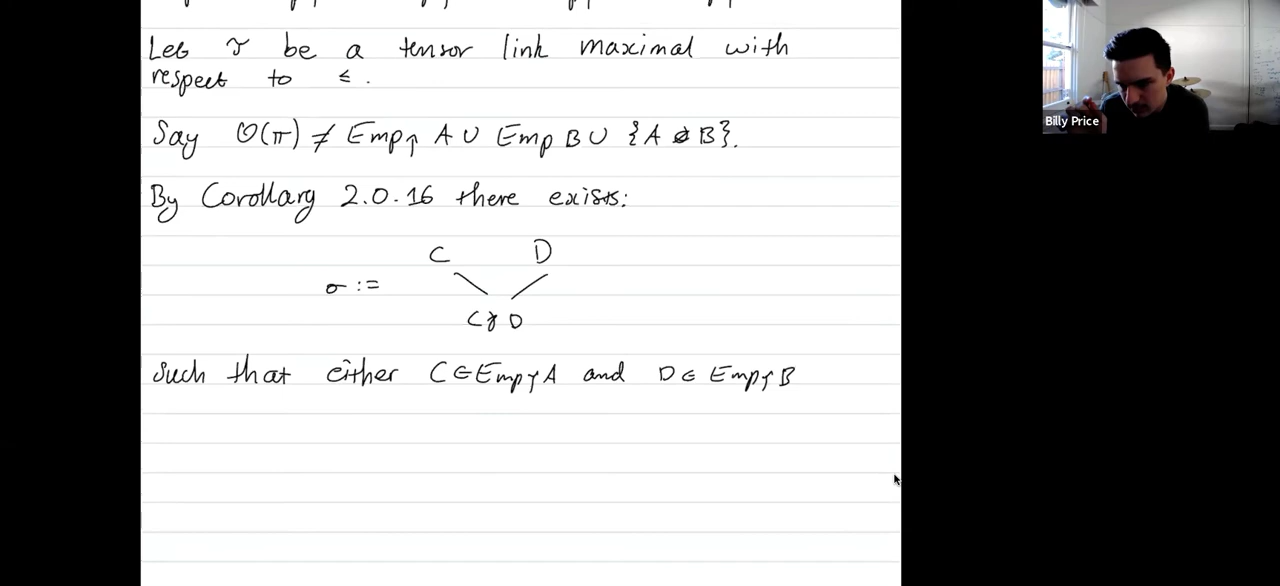 Let τ be a tensor link maximal with
respect to ≤.
Say O(π) ≠ Emp↑ A ∪ Emp B ∪ {A ⊗ B}.
By Corollary 2.0.16 there exists:
C D
σ :=
C⅋D
such that either C∈Emp↑A and D∈Emp↑B
Billy Price